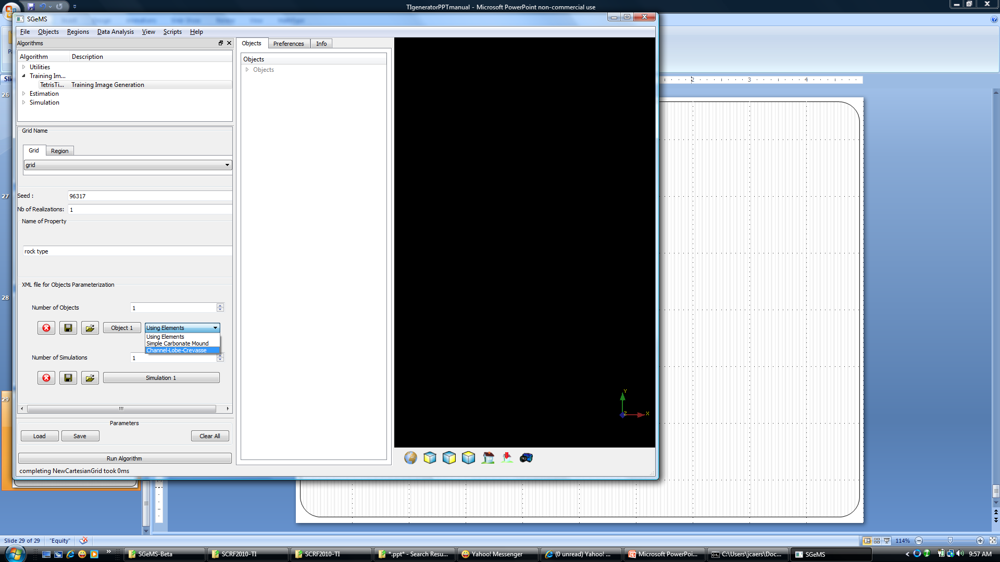 TIgeneratorPPTmanual - Microsoft PowerPoint non-commercial use
SGeMS
File Objects Regions Data Analysis View Scripts Help
Algorithms
Algorithm Description
Utilities
Training Im...
TetrisTi... Training Image Generation
Estimation
Simulation
Grid Name
Grid Region
grid
Seed : 96317
Nb of Realizations: 1
Name of Property
rock type
XML file for Objects Parameterization
Number of Objects 1
Object 1 Using Elements
Using Elements
Simple Carbonate Mound
Channel-Lobe-Crevasse
Number of Simulations 1
Simulation 1
Parameters
Load Save Clear All
Run Algorithm
completing NewCartesianGrid took 0ms
Objects Preferences Info
Objects
Objects
Y
Z X
2 3 4
26
27
28
29
Slide 29 of 29 "Equity" 114%
SGeMS-Beta SCRF2010-TI SCRF2010-TI *.ppt* - Search Resu... Yahoo! Messenger (0 unread) Yahoo! ... Microsoft PowerPoi... C:\Users\jcaers\Doc... SGeMS 9:57 AM